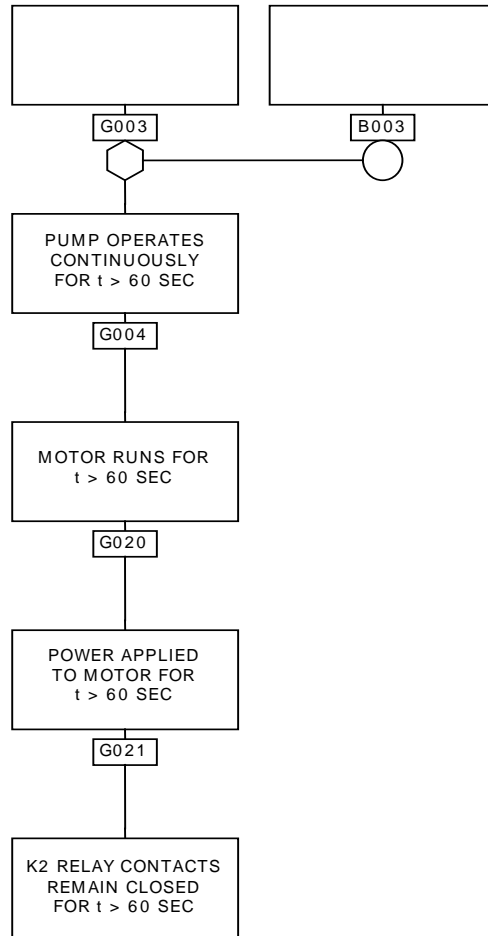 G003
B003
PUMP OPERATES
CONTINUOUSLY
FOR t > 60 SEC
G004
MOTOR RUNS FOR
t > 60 SEC
G020
POWER APPLIED
TO MOTOR FOR
t > 60 SEC
G021
K2 RELAY CONTACTS
REMAIN CLOSED
FOR t > 60 SEC